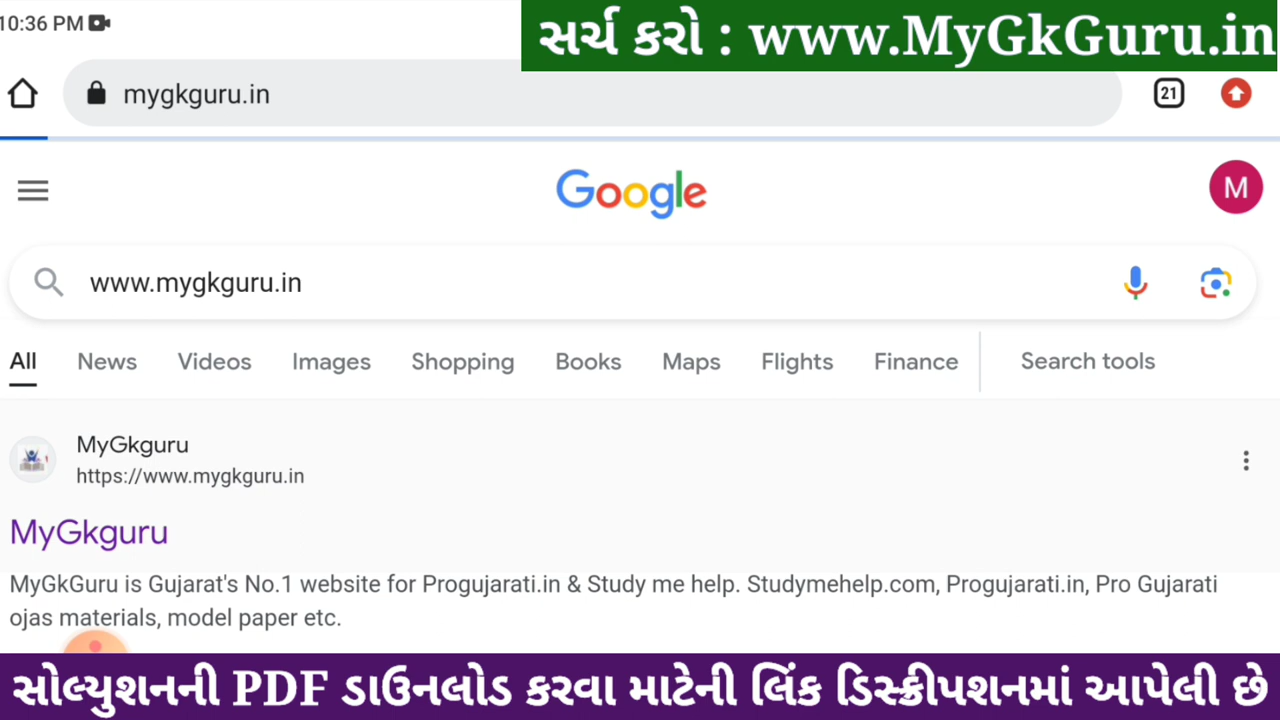 10:36 PM
સર્ચ કરો : www.MyGkGuru.in
mygkguru.in
21
Google
M
www.mygkguru.in
All News Videos Images Shopping Books Maps Flights Finance Search tools
MyGkguru
https://www.mygkguru.in
MyGkguru
MyGkGuru is Gujarat's No.1 website for Progujarati.in & Study me help. Studymehelp.com, Progujarati.in, Pro Gujarati
ojas materials, model paper etc.
સોલ્યુશનની PDF ડાઉનલોડ કરવા માટેની લિંક ડિસ્ક્રીપશનમાં આપેલી છે